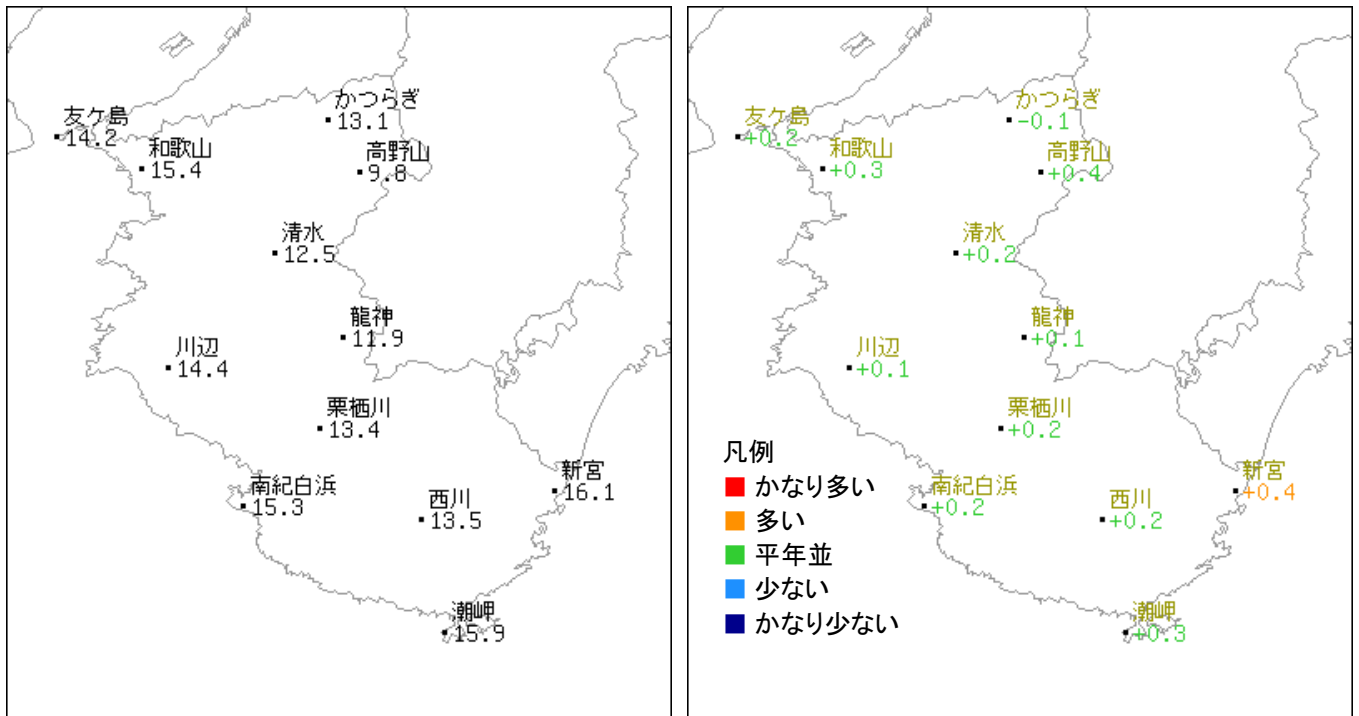 かつらぎ
13.1
友ケ島
14.2
和歌山
15.4
高野山
9.8
清水
12.5
龍神
11.9
川辺
14.4
栗栖川
13.4
新宮
16.1
南紀白浜
15.3
西川
13.5
潮岬
15.9
かつらぎ
-0.1
友ケ島
+0.2
和歌山
+0.3
高野山
+0.4
清水
+0.2
龍神
+0.1
川辺
+0.1
栗栖川
+0.2
新宮
+0.4
南紀白浜
+0.2
西川
+0.2
潮岬
+0.3
凡例
かなり多い
多い
平年並
少ない
かなり少ない